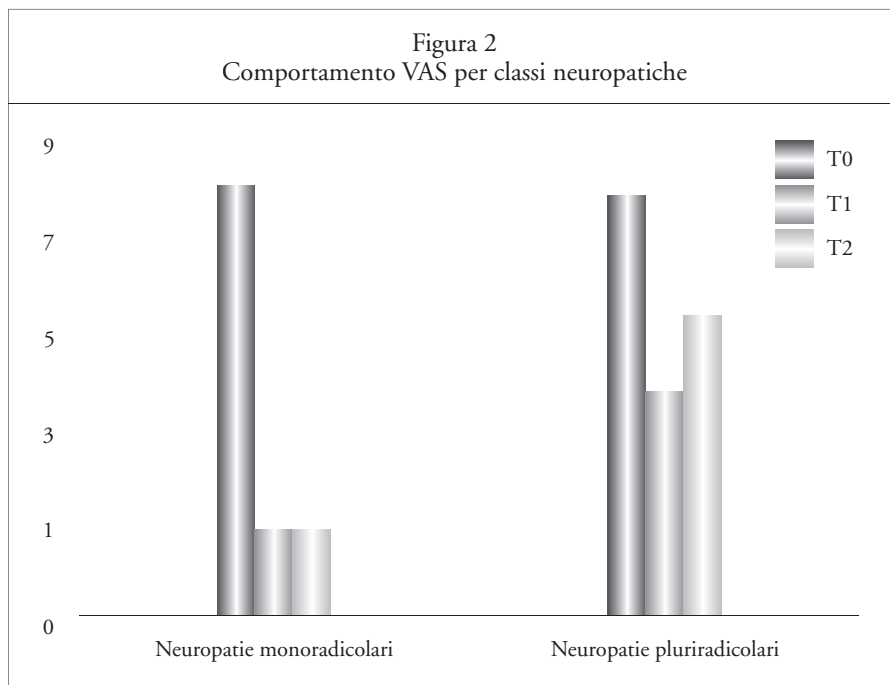 Figura 2
Comportamento VAS per classi neuropatiche
9
7
5
3
1
0
T0
T1
T2
Neuropatie monoradicolari
Neuropatie pluriradicolari